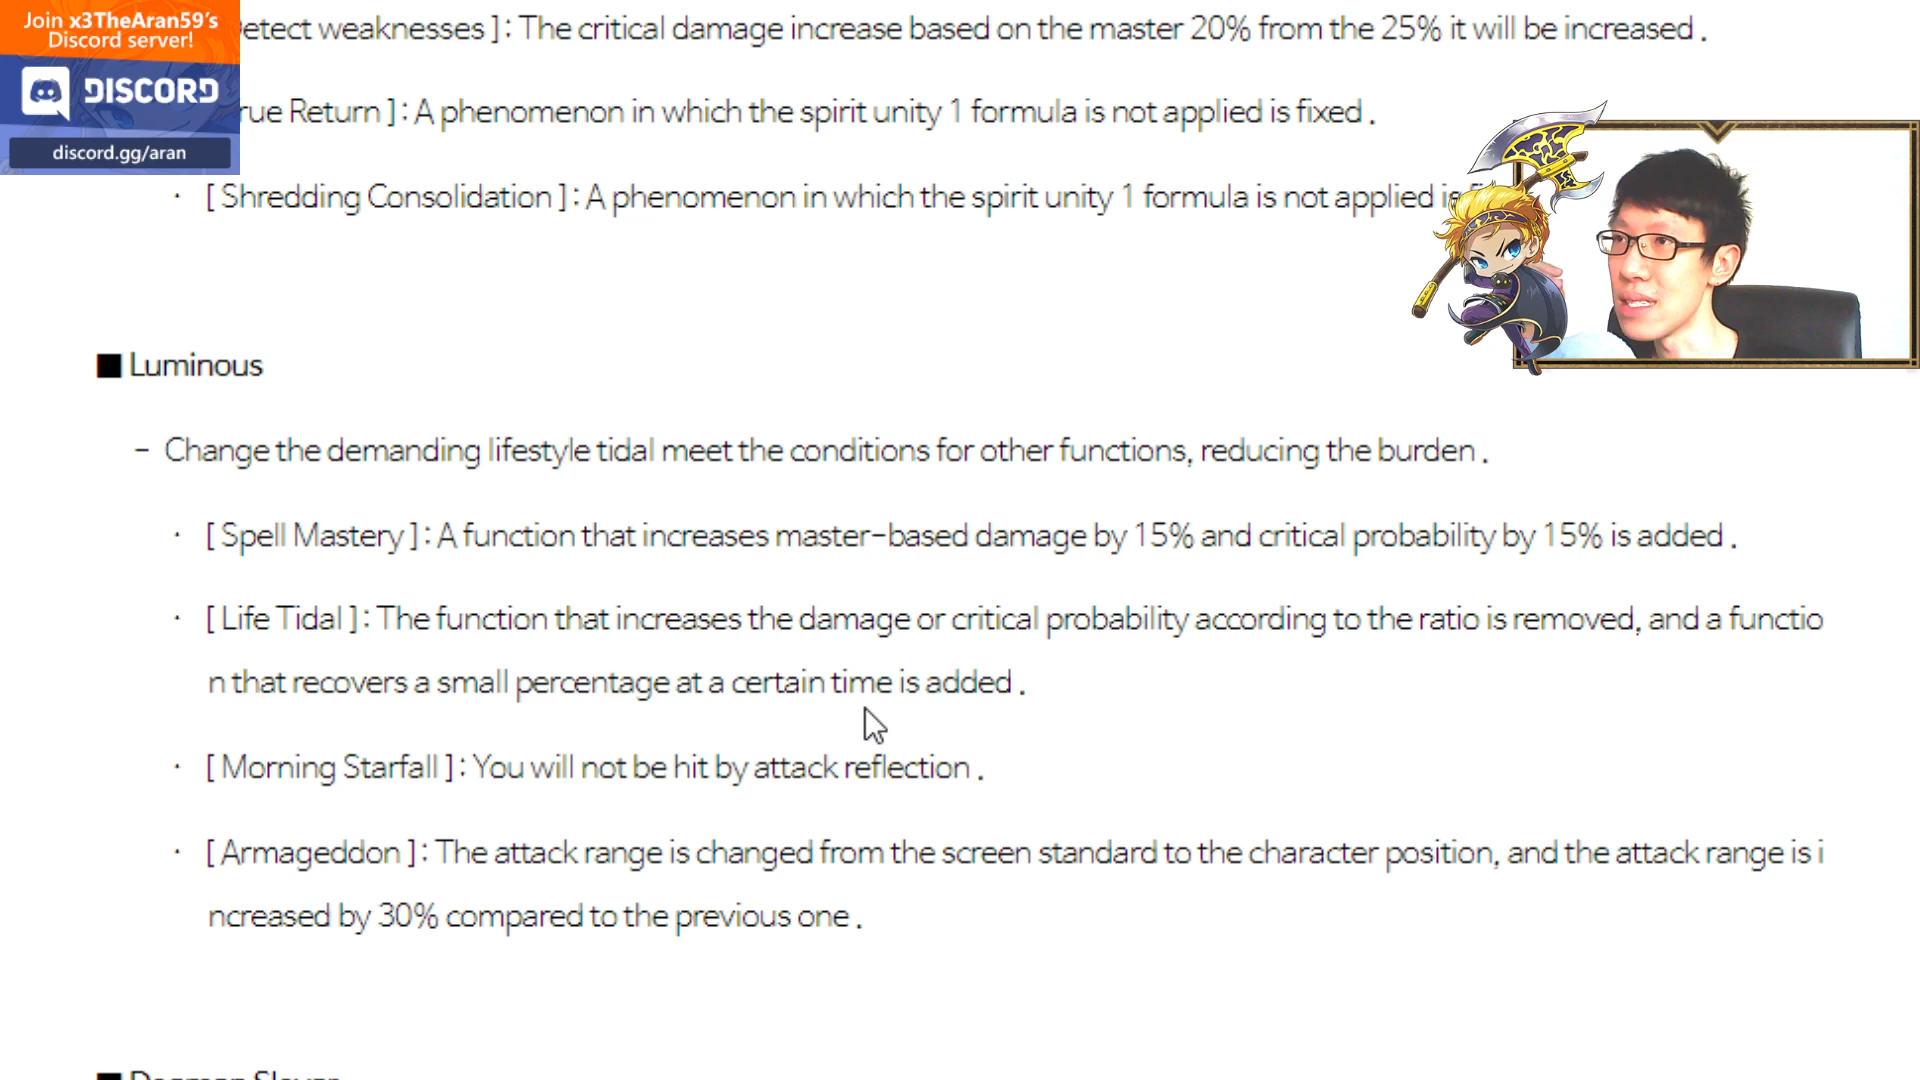 Join x3TheAran59's
Discord server!
DISCORD
discord.gg/aran
etect weaknesses ] : The critical damage increase based on the master 20% from the 25% it will be increased .
rue Return ] : A phenomenon in which the spirit unity 1 formula is not applied is fixed .
· [ Shredding Consolidation ] : A phenomenon in which the spirit unity 1 formula is not applied is
■ Luminous
- Change the demanding lifestyle tidal meet the conditions for other functions, reducing the burden .
· [ Spell Mastery ] : A function that increases master-based damage by 15% and critical probability by 15% is added .
· [ Life Tidal ] : The function that increases the damage or critical probability according to the ratio is removed, and a functio
n that recovers a small percentage at a certain time is added .
· [ Morning Starfall ] : You will not be hit by attack reflection .
· [ Armageddon ] : The attack range is changed from the screen standard to the character position, and the attack range is i
ncreased by 30% compared to the previous one .